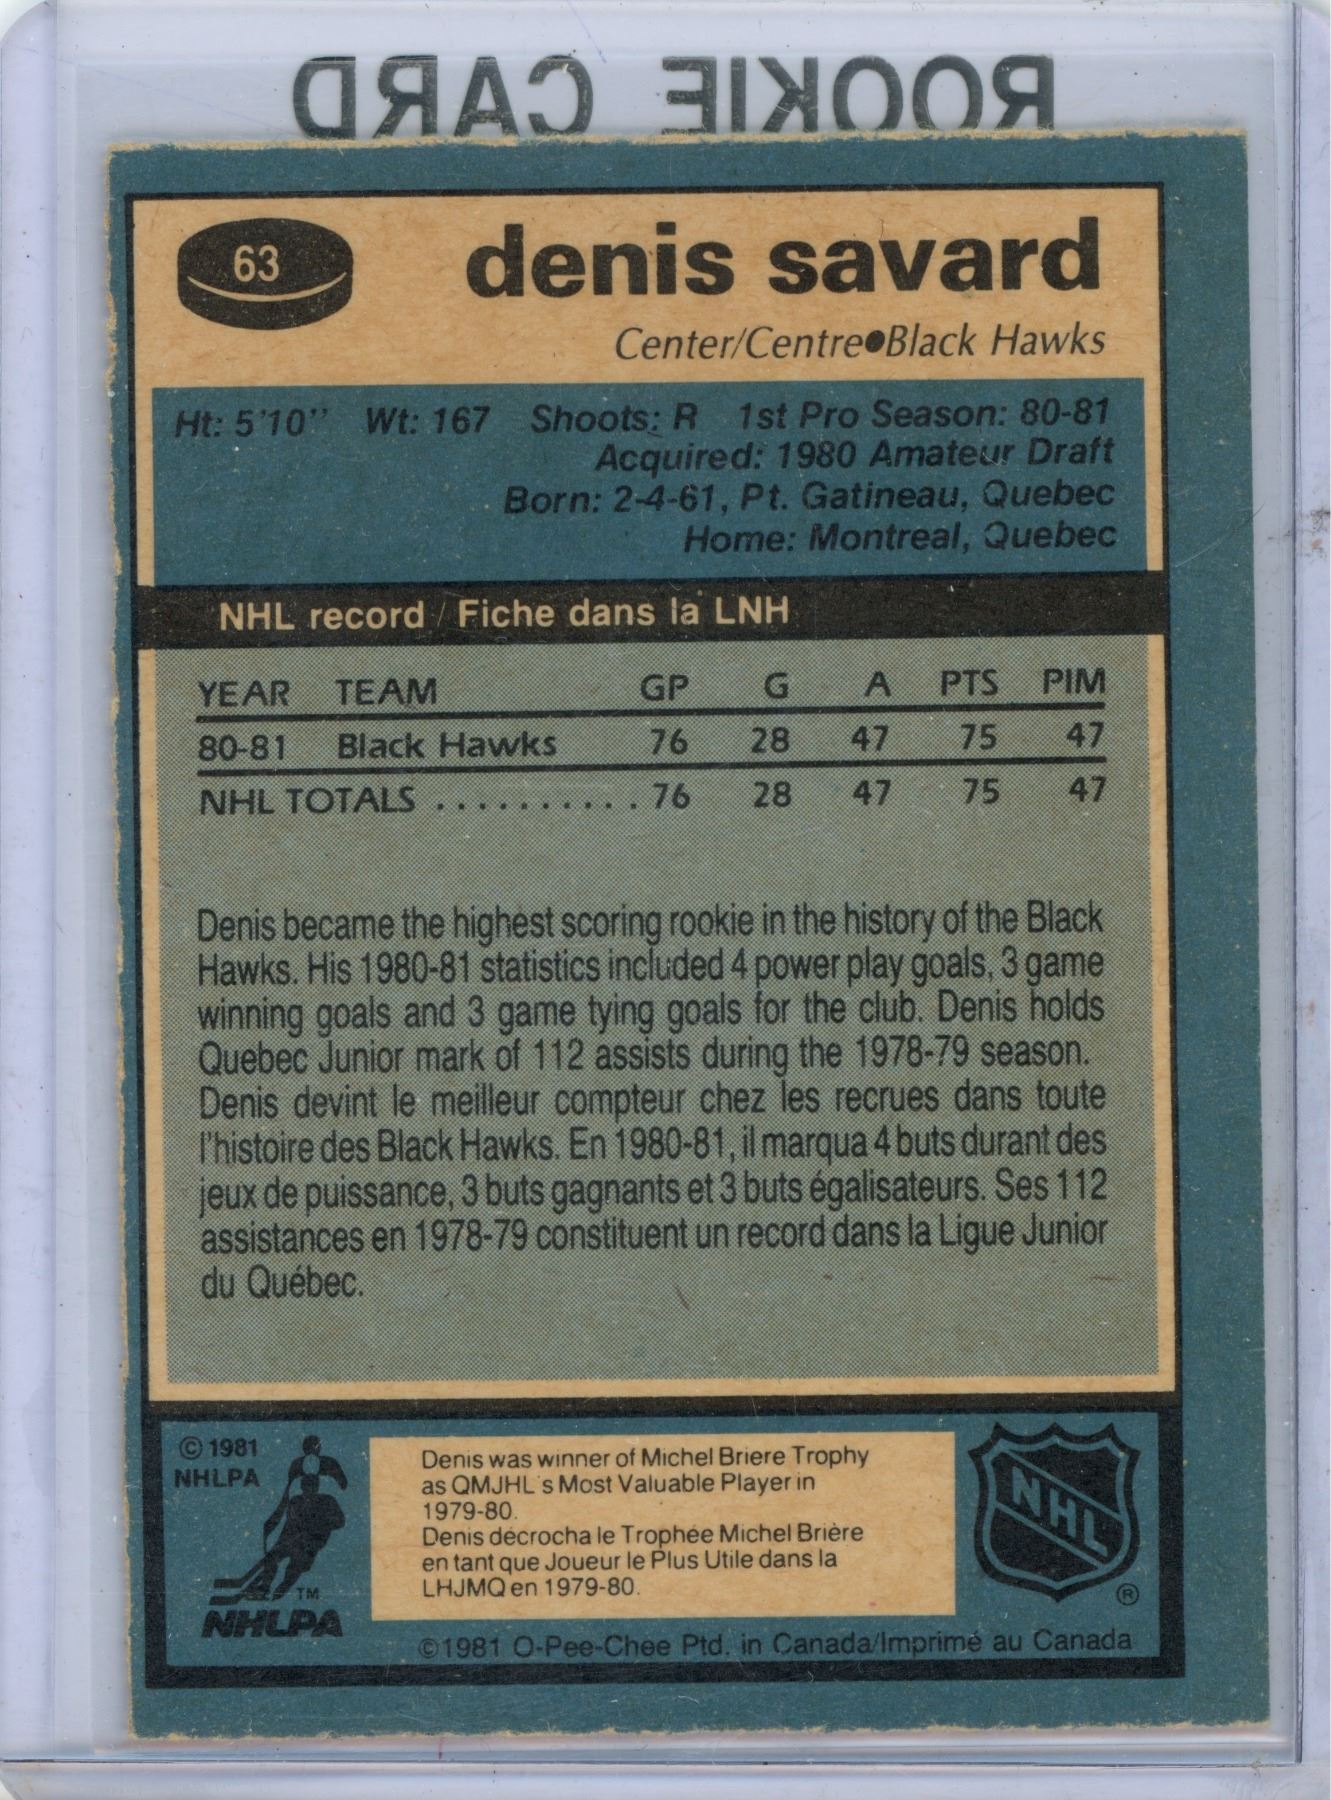 ROOKIE CARD
63
denis savard
Center/Centre●Black Hawks
Ht: 5'10'' Wt: 167 Shoots: R 1st Pro Season: 80-81
Acquired: 1980 Amateur Draft
Born: 2-4-61, Pt. Gatineau, Quebec
Home: Montreal, Quebec
NHL record / Fiche dans la LNH
YEAR TEAM GP G A PTS PIM
80-81 Black Hawks 76 28 47 75 47
NHL TOTALS .......... 76 28 47 75 47
Denis became the highest scoring rookie in the history of the Black
Hawks. His 1980-81 statistics included 4 power play goals, 3 game
winning goals and 3 game tying goals for the club. Denis holds
Quebec Junior mark of 112 assists during the 1978-79 season.
Denis devint le meilleur compteur chez les recrues dans toute
l'histoire des Black Hawks. En 1980-81, il marqua 4 buts durant des
jeux de puissance, 3 buts gagnants et 3 buts égalisateurs. Ses 112
assistances en 1978-79 constituent un record dans la Ligue Junior
du Québec.
© 1981
NHLPA
TM
NHLPA
Denis was winner of Michel Briere Trophy
as QMJHL's Most Valuable Player in
1979-80.
Denis décrocha le Trophée Michel Brière
en tant que Joueur le Plus Utile dans la
LHJMQ en 1979-80.
NHL
®
©1981 O-Pee-Chee Ptd. in Canada/Imprimé au Canada